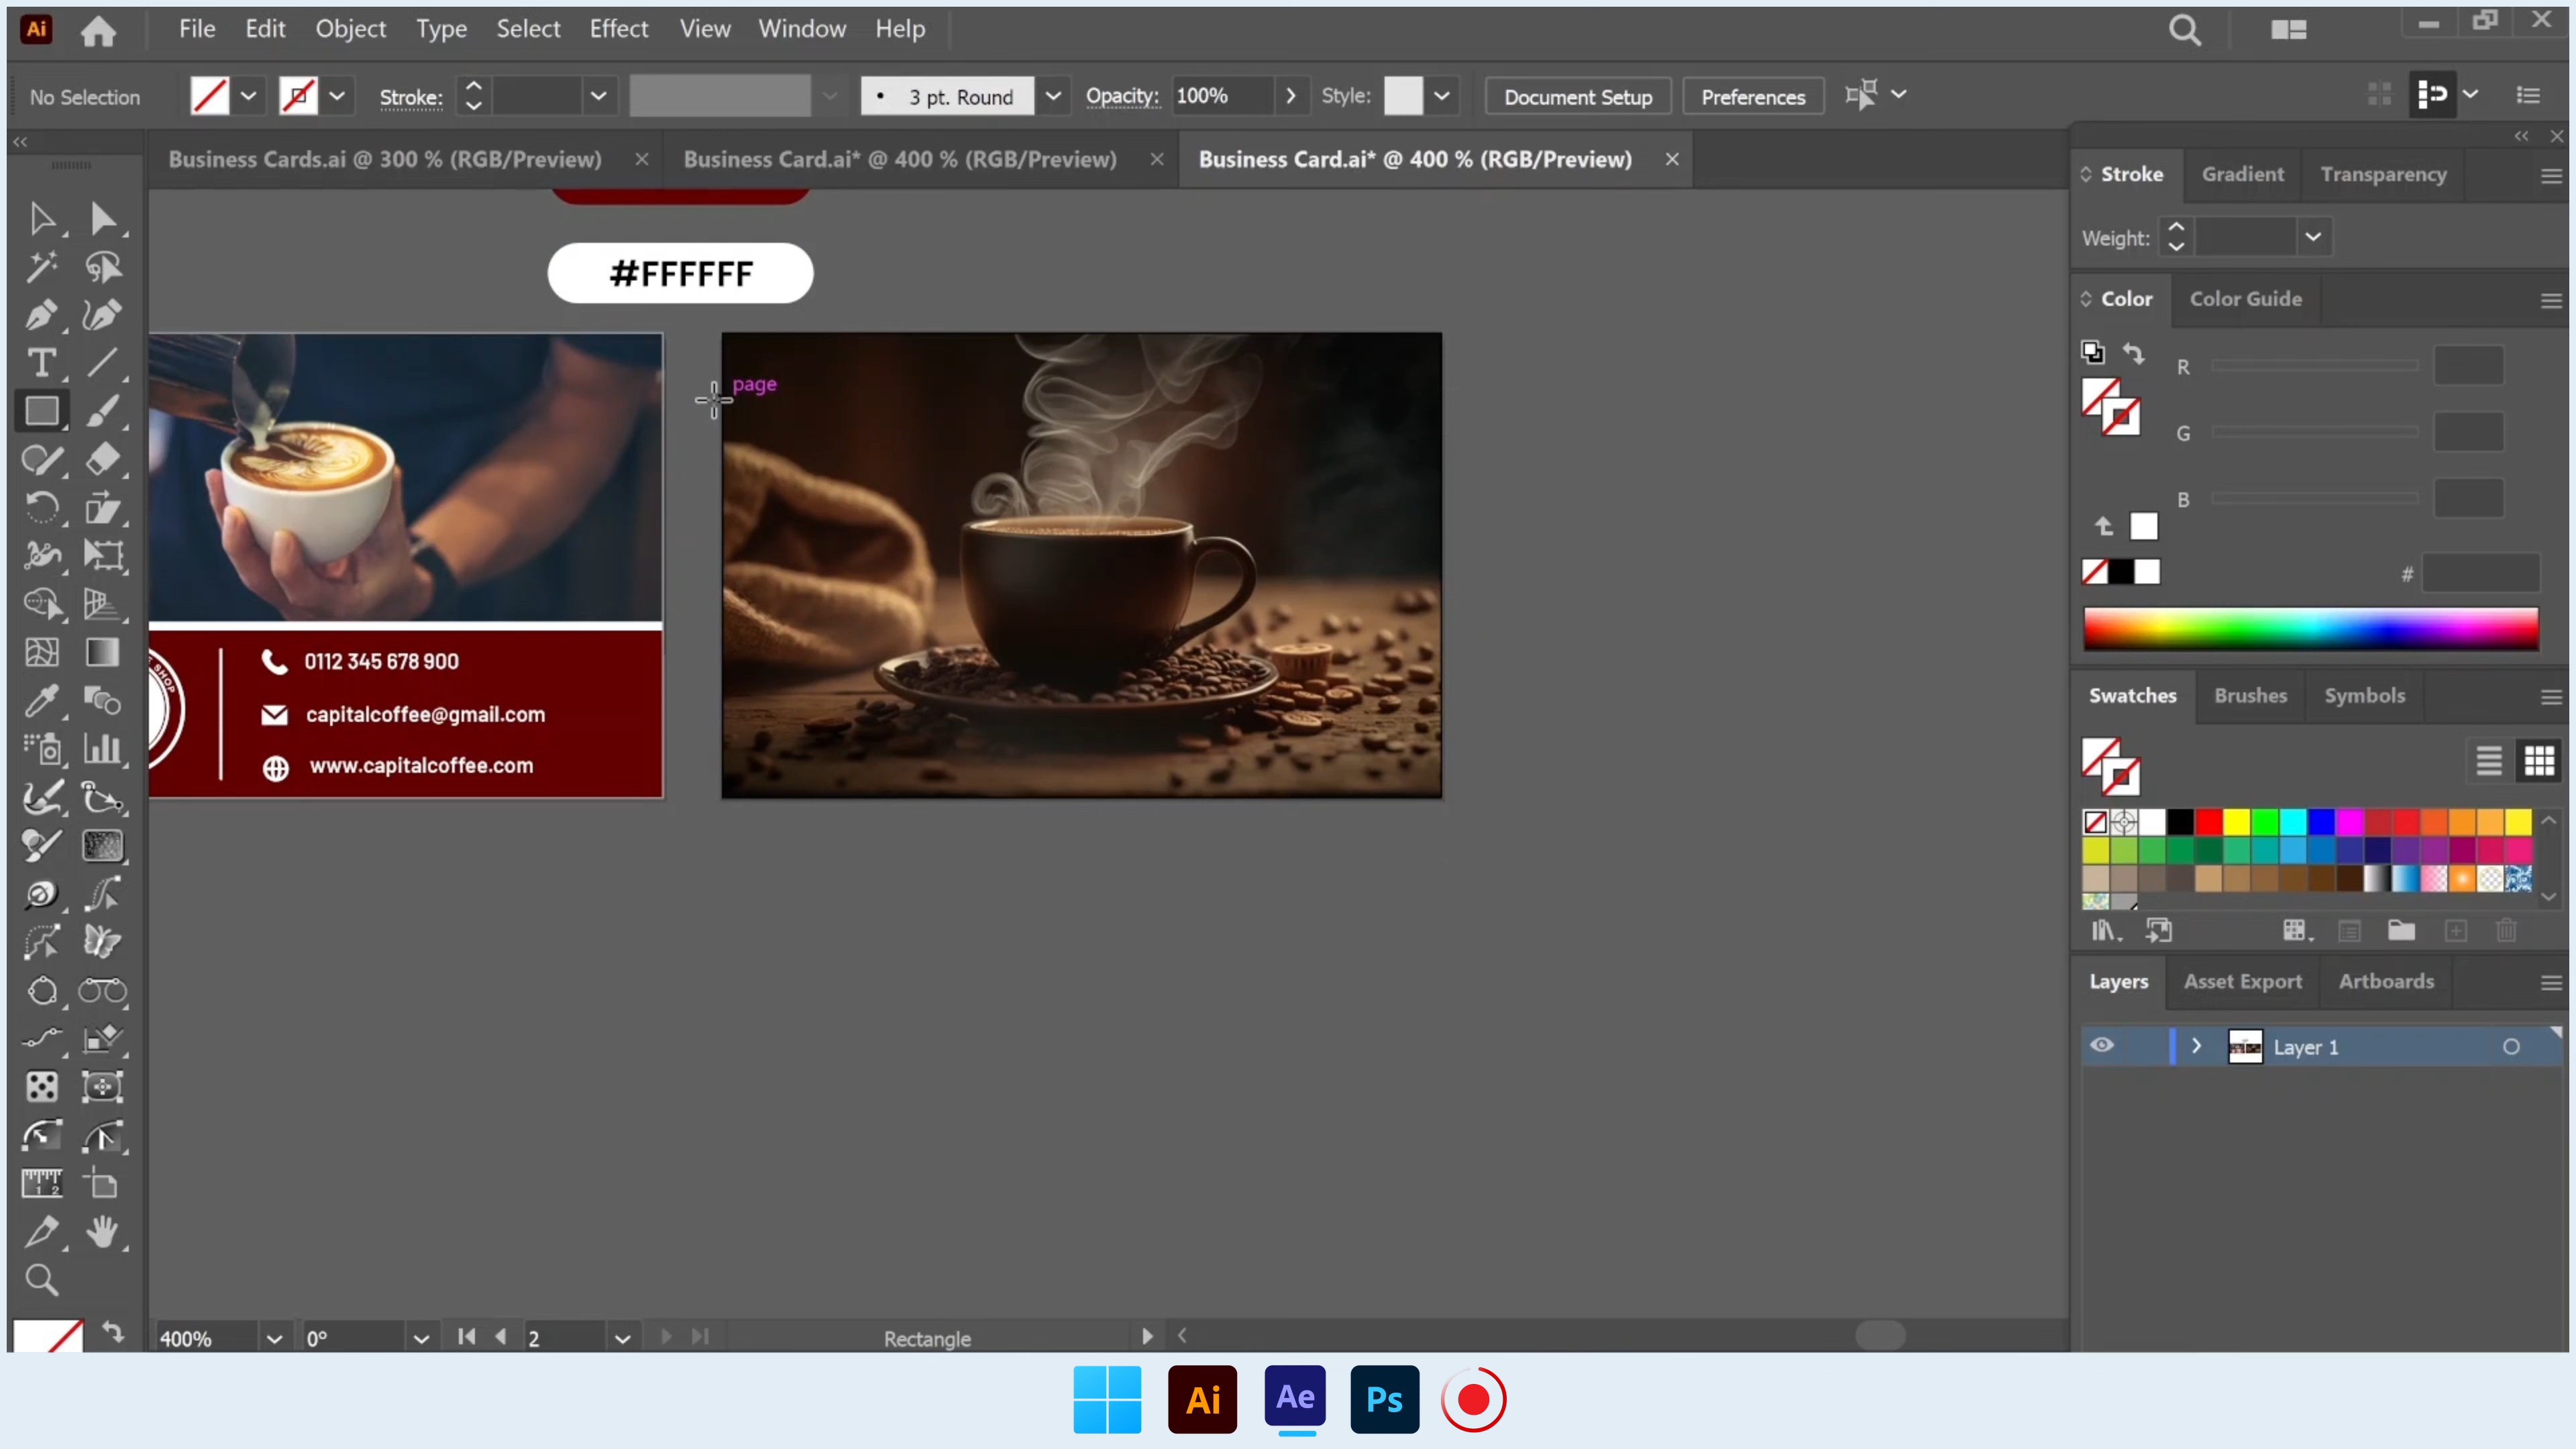 Ai File Edit Object Type Select Effect View Window Help
No Selection Stroke: 3 pt. Round Opacity: 100% Style: Document Setup Preferences
Business Cards.ai @ 300 % (RGB/Preview) Business Card.ai* @ 400 % (RGB/Preview) Business Card.ai* @ 400 % (RGB/Preview)
Stroke Gradient Transparency
Weight:
#FFFFFF
Color Color Guide
R
page
G
B
#
SHOP
0112 345 678 900
capitalcoffee@gmail.com
www.capitalcoffee.com
Swatches Brushes Symbols
Layers Asset Export Artboards
Layer 1
400% 0° 2 Rectangle
Ai Ae Ps